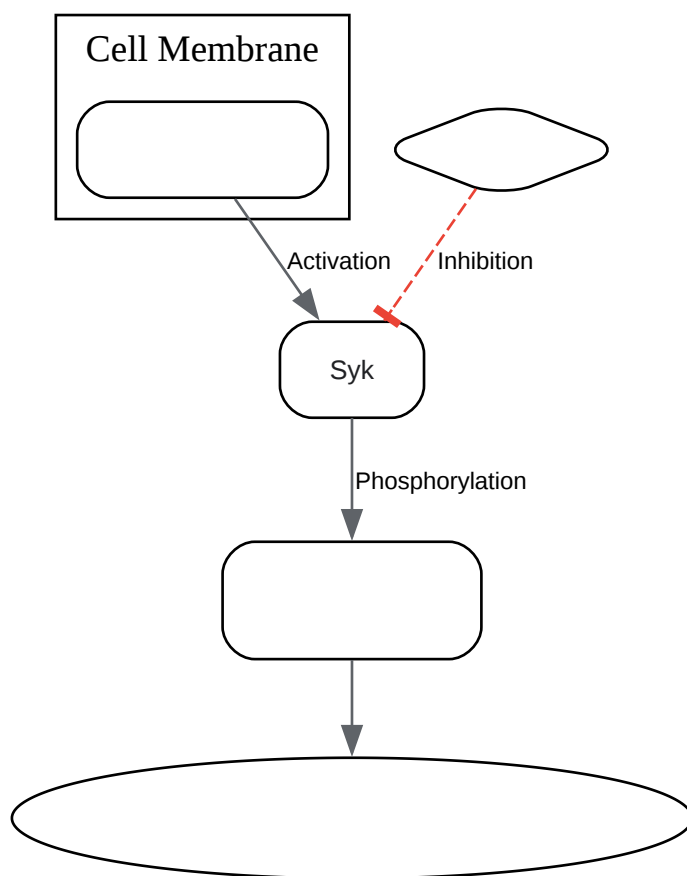 Cell Membrane
Activation
Inhibition
Syk
Phosphorylation